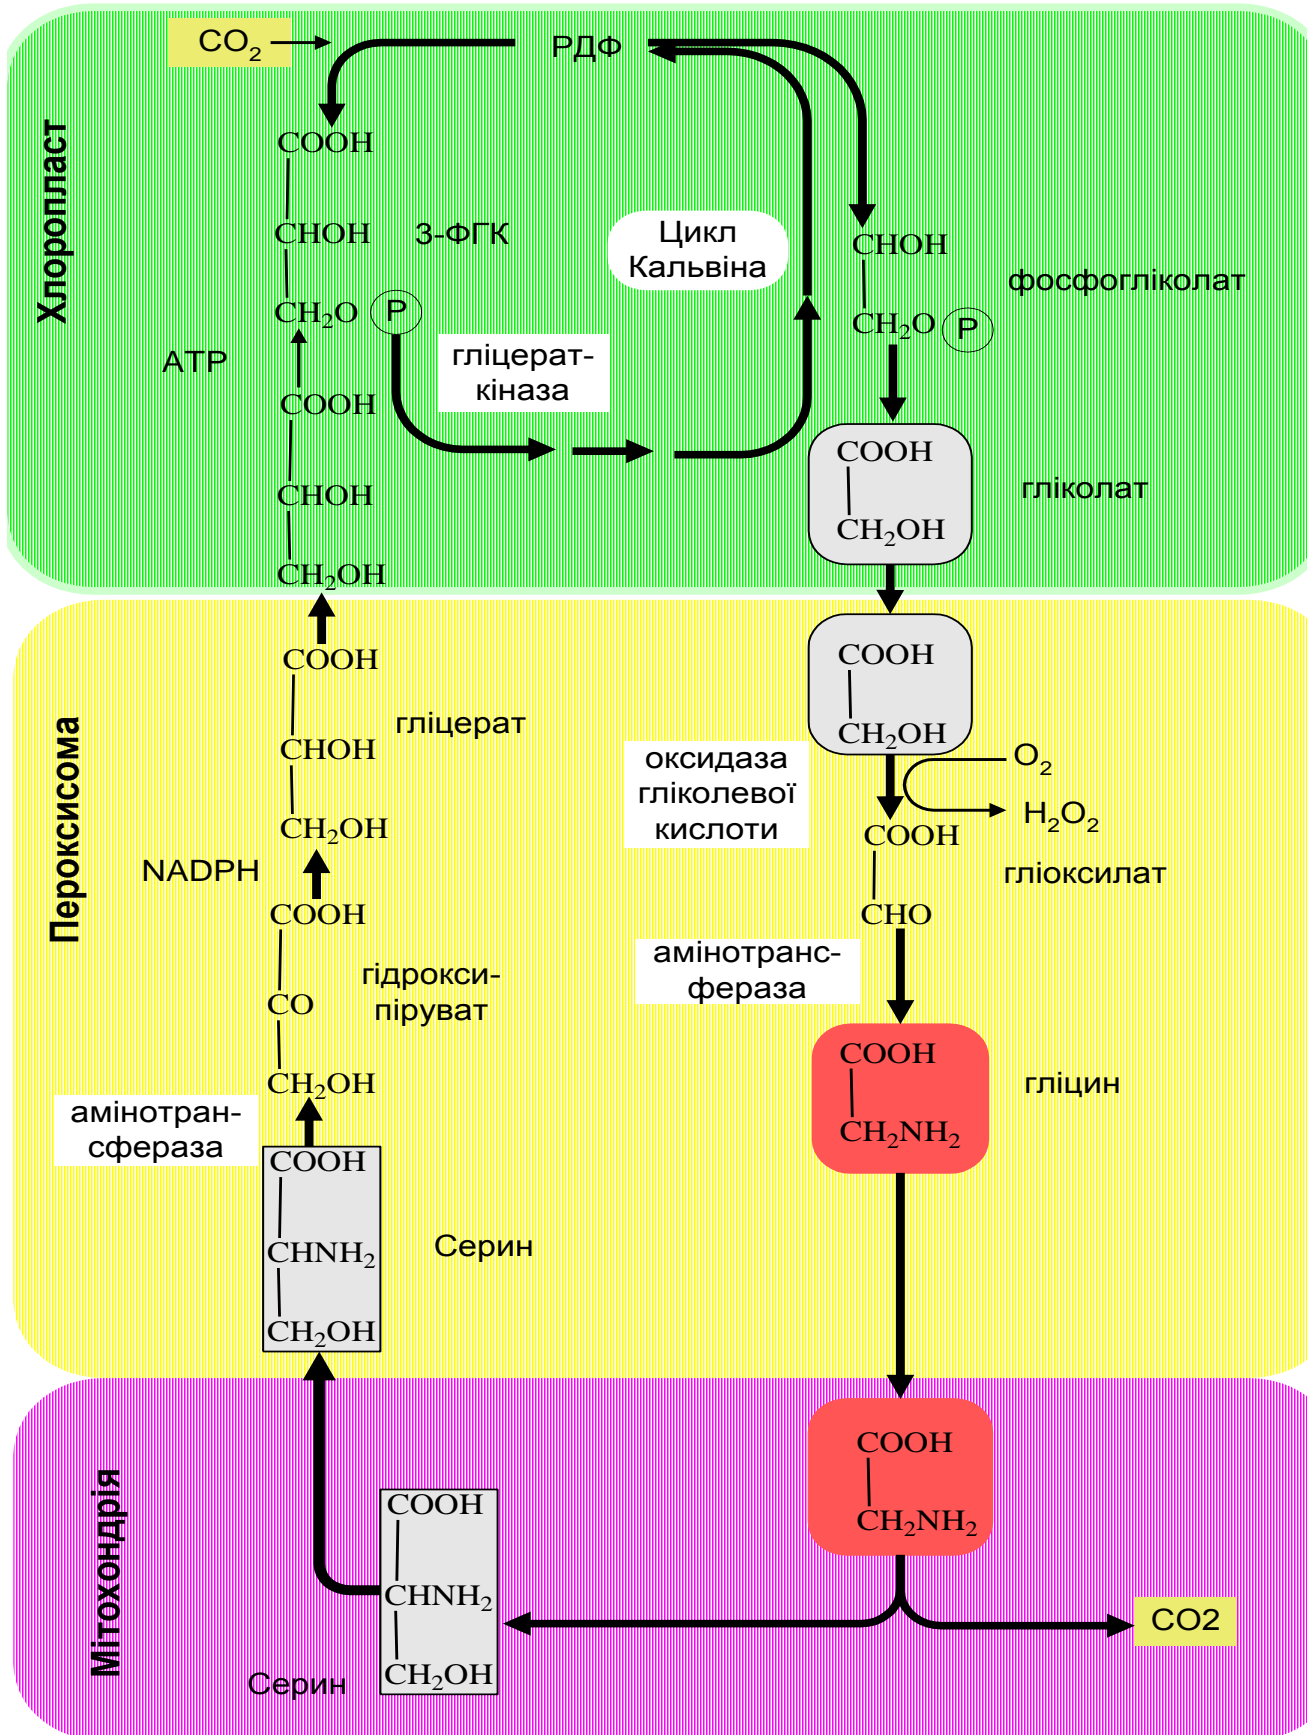 CO2
РДФ
Хлоропласт
COOH
CHOH
3-ФГК
CH2O
P
Цикл
Кальвіна
CHOH
фосфогліколат
CH2O
P
АТР
гліцерат-
кіназа
COOH
CHOH
CH2OH
COOH
гліколат
CH2OH
Пероксисома
COOH
гліцерат
CHOH
CH2OH
COOH
CH2OH
оксидаза
гліколевої
кислоти
O2
H2O2
COOH
гліоксилат
CHO
NADPH
COOH
гідрокси-
піруват
CO
CH2OH
амінотранс-
фераза
COOH
гліцин
CH2NH2
амінотран-
сфераза
COOH
Серин
CHNH2
CH2OH
Мітохондрія
COOH
CH2NH2
COOH
CHNH2
CH2OH
Серин
CO2